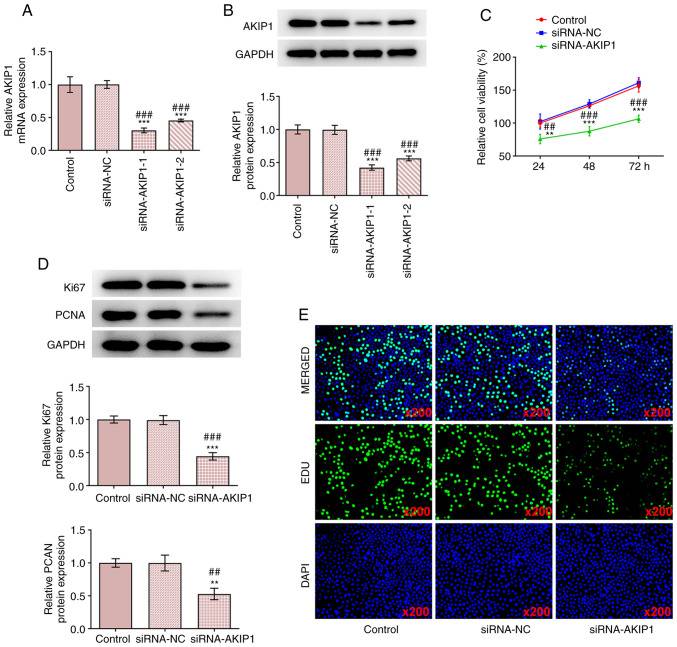 A
Relative AKIP1
mRNA expression
1.5
1.0
0.5
0.0
###
***
###
***
Control
siRNA-NC
siRNA-AKIP1-1
siRNA-AKIP1-2
B
AKIP1
GAPDH
Relative AKIP1
protein expression
1.5
1.0
0.5
0.0
###
***
###
***
Control
siRNA-NC
siRNA-AKIP1-1
siRNA-AKIP1-2
C
Control
siRNA-NC
siRNA-AKIP1
Relative cell viability (%)
200
150
100
50
##
**
###
***
###
***
24
48
72 h
D
Ki67
PCNA
GAPDH
Relative Ki67
protein expression
1.5
1.0
0.5
0.0
###
***
Control
siRNA-NC
siRNA-AKIP1
Relative PCAN
protein expression
1.5
1.0
0.5
0.0
##
**
Control
siRNA-NC
siRNA-AKIP1
E
MERGED
x200
x200
x200
EDU
x200
x200
x200
DAPI
x200
x200
x200
Control
siRNA-NC
siRNA-AKIP1